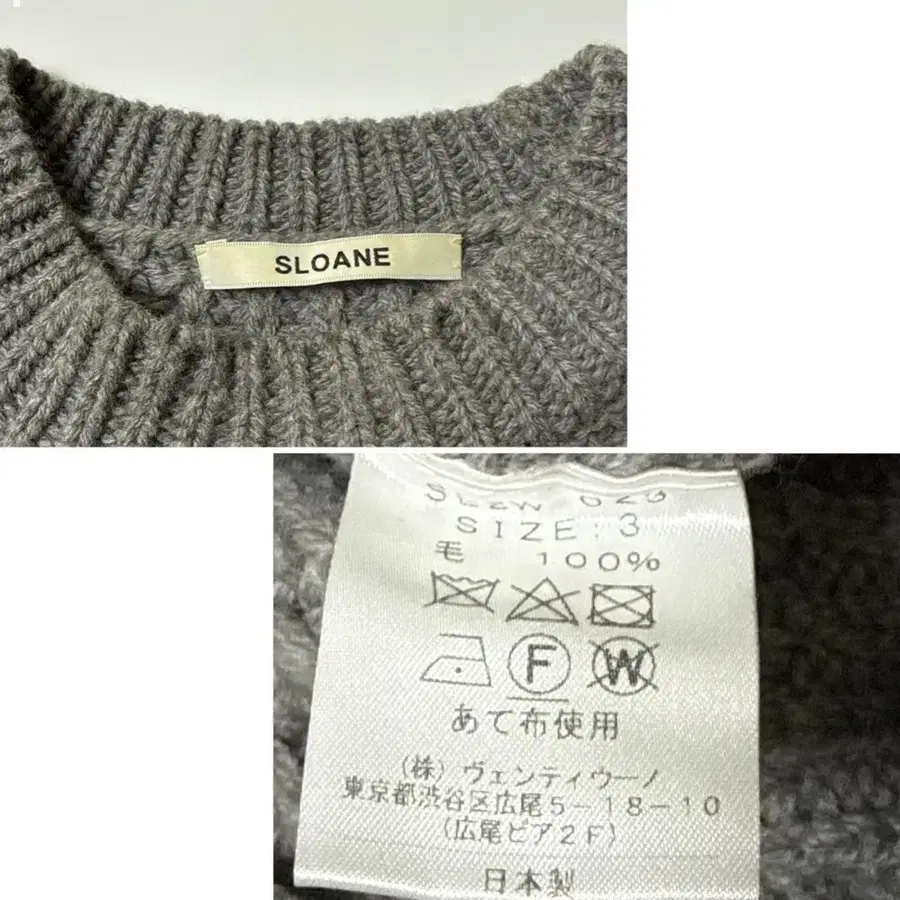 SLOANE
SIZE:3
毛 100%
F W
あて布使用
(株)ヴェンティウーノ
東京都渋谷区広尾5-18-10
(広尾ピア2F)
日本製